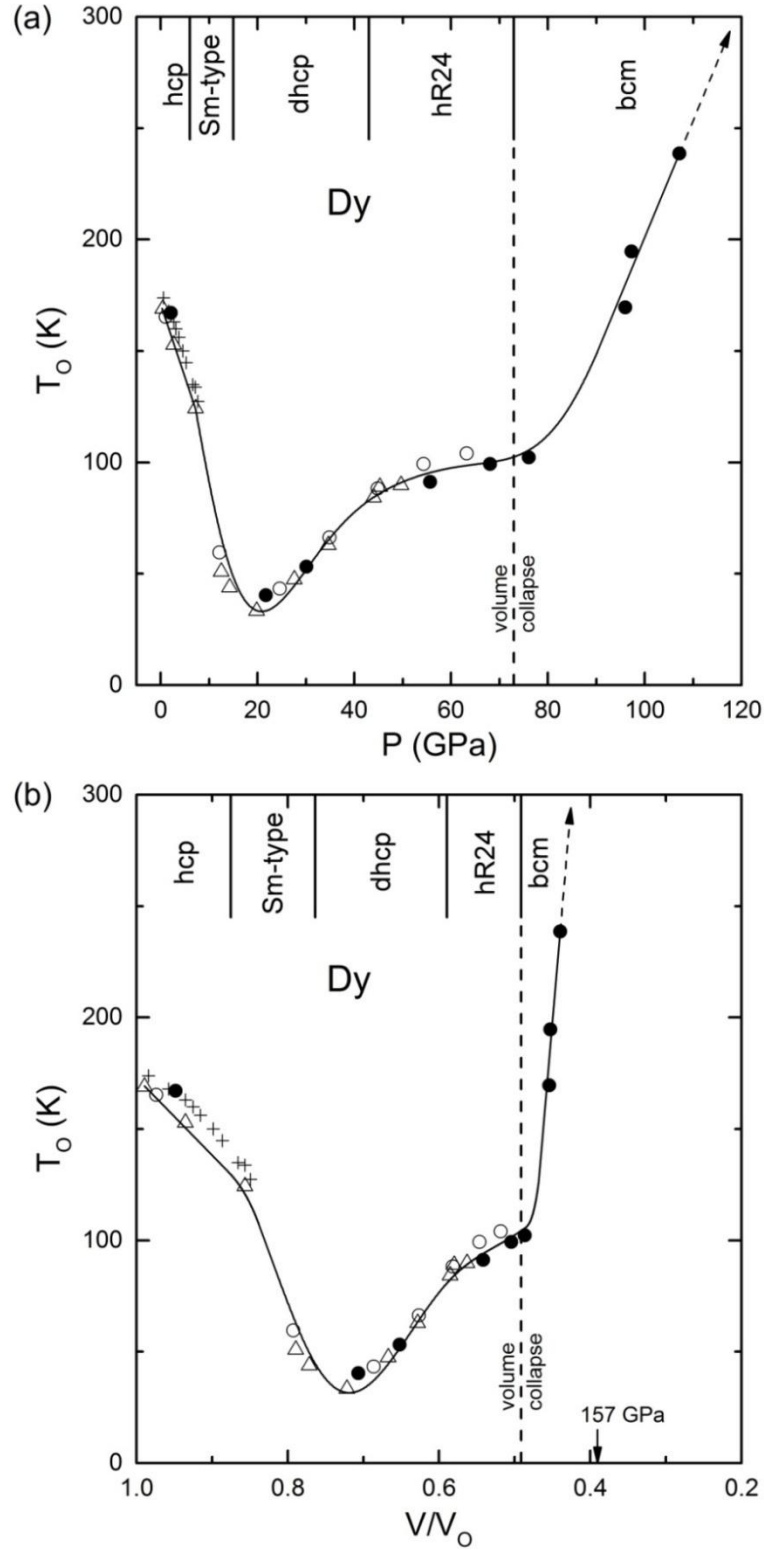 (a)
300
hcp
Sm-type
dhcp
hR24
bcm
Dy
200
T_O (K)
100
volume
collapse
0
0 20 40 60 80 100 120
P (GPa)
(b)
300
hcp
Sm-type
dhcp
hR24
bcm
Dy
200
T_O (K)
100
volume
collapse
157 GPa
0
1.0 0.8 0.6 0.4 0.2
V/V_O